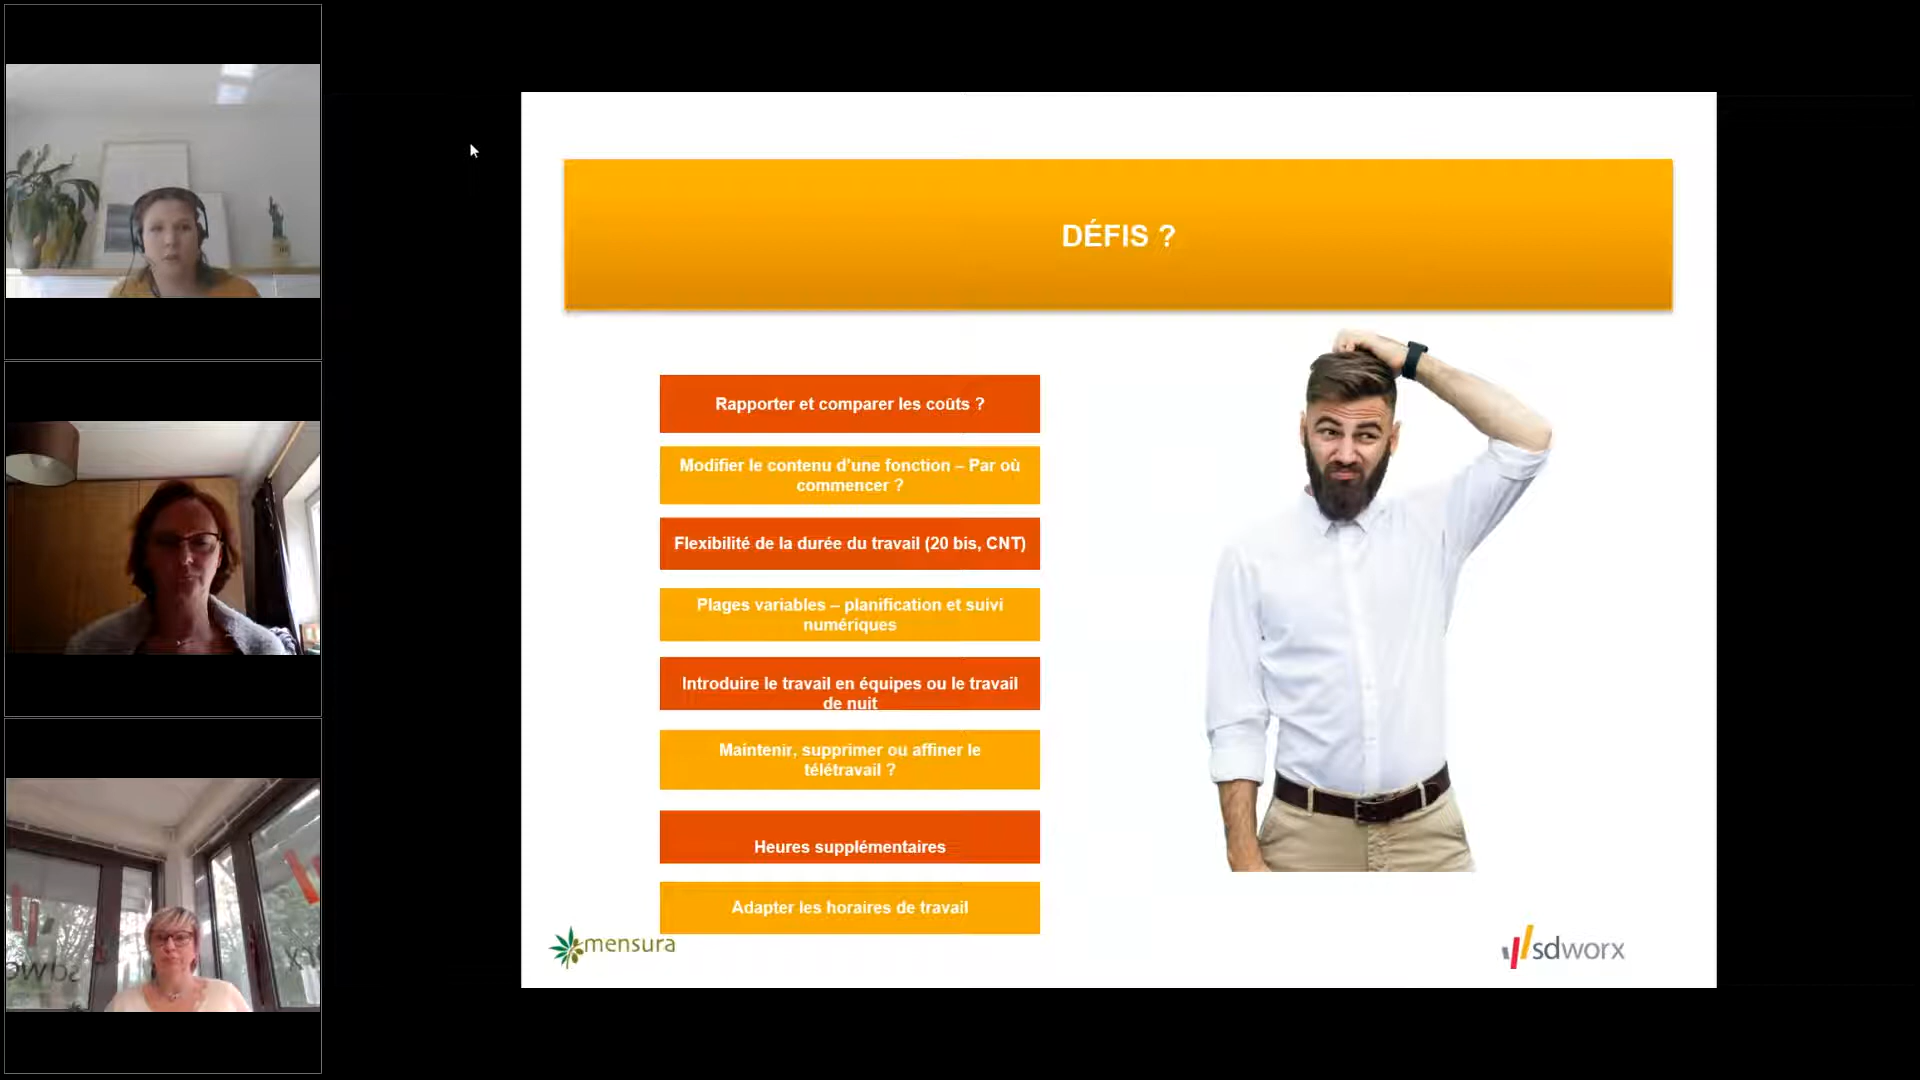 DÉFIS ?
Rapporter et comparer les coûts ?
Modifier le contenu d'une fonction – Par où
commencer ?
Flexibilité de la durée du travail (20 bis, CNT)
Plages variables – planification et suivi
numériques
Introduire le travail en équipes ou le travail
de nuit
Maintenir, supprimer ou affiner le
télétravail ?
Heures supplémentaires
Adapter les horaires de travail
mensura
sdworx